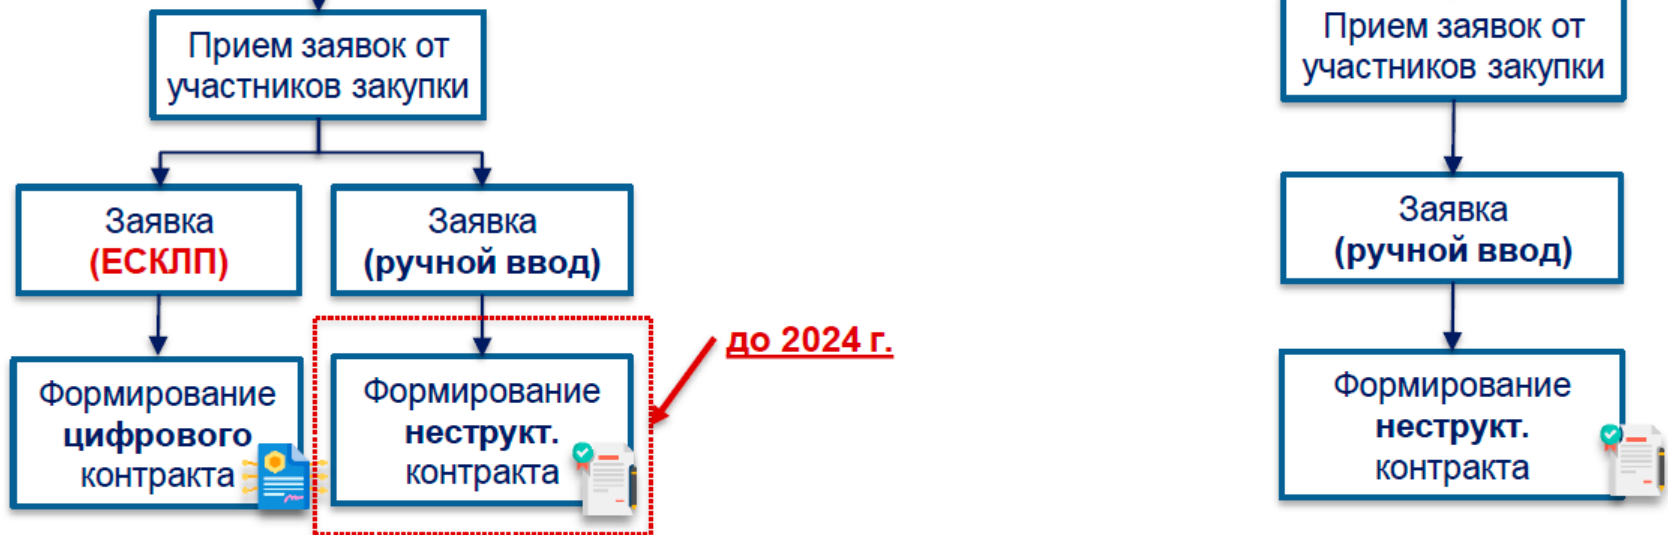 Прием заявок от
участников закупки
Заявка
(ЕСКЛП)
Заявка
(ручной ввод)
Формирование
цифрового
контракта
Формирование
неструкт.
контракта
до 2024 г.
Прием заявок от
участников закупки
Заявка
(ручной ввод)
Формирование
неструкт.
контракта